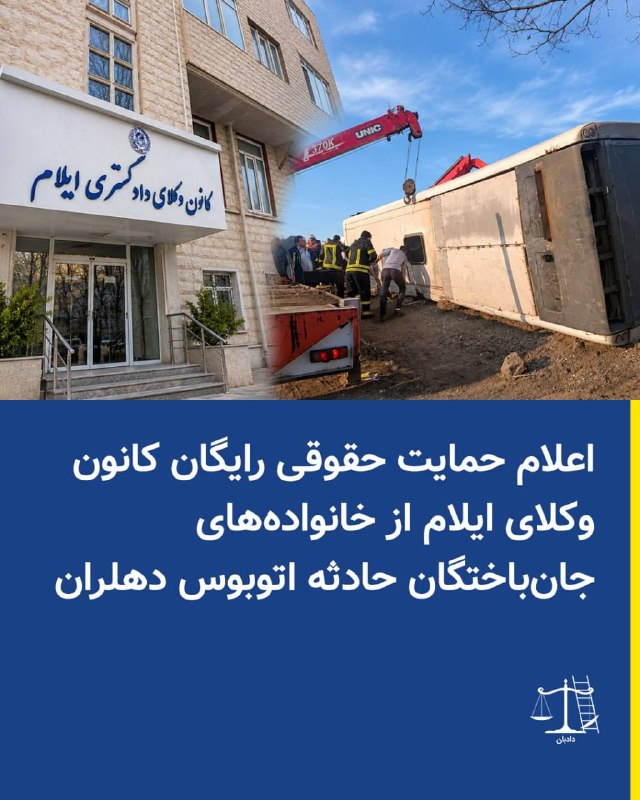 کانون وکلای دادگستری ایلام
UNIC
370K
اعلام حمایت حقوقی رایگان کانون
وکلای ایلام از خانواده‌های
جان‌باختگان حادثه اتوبوس دهلران
دادبان